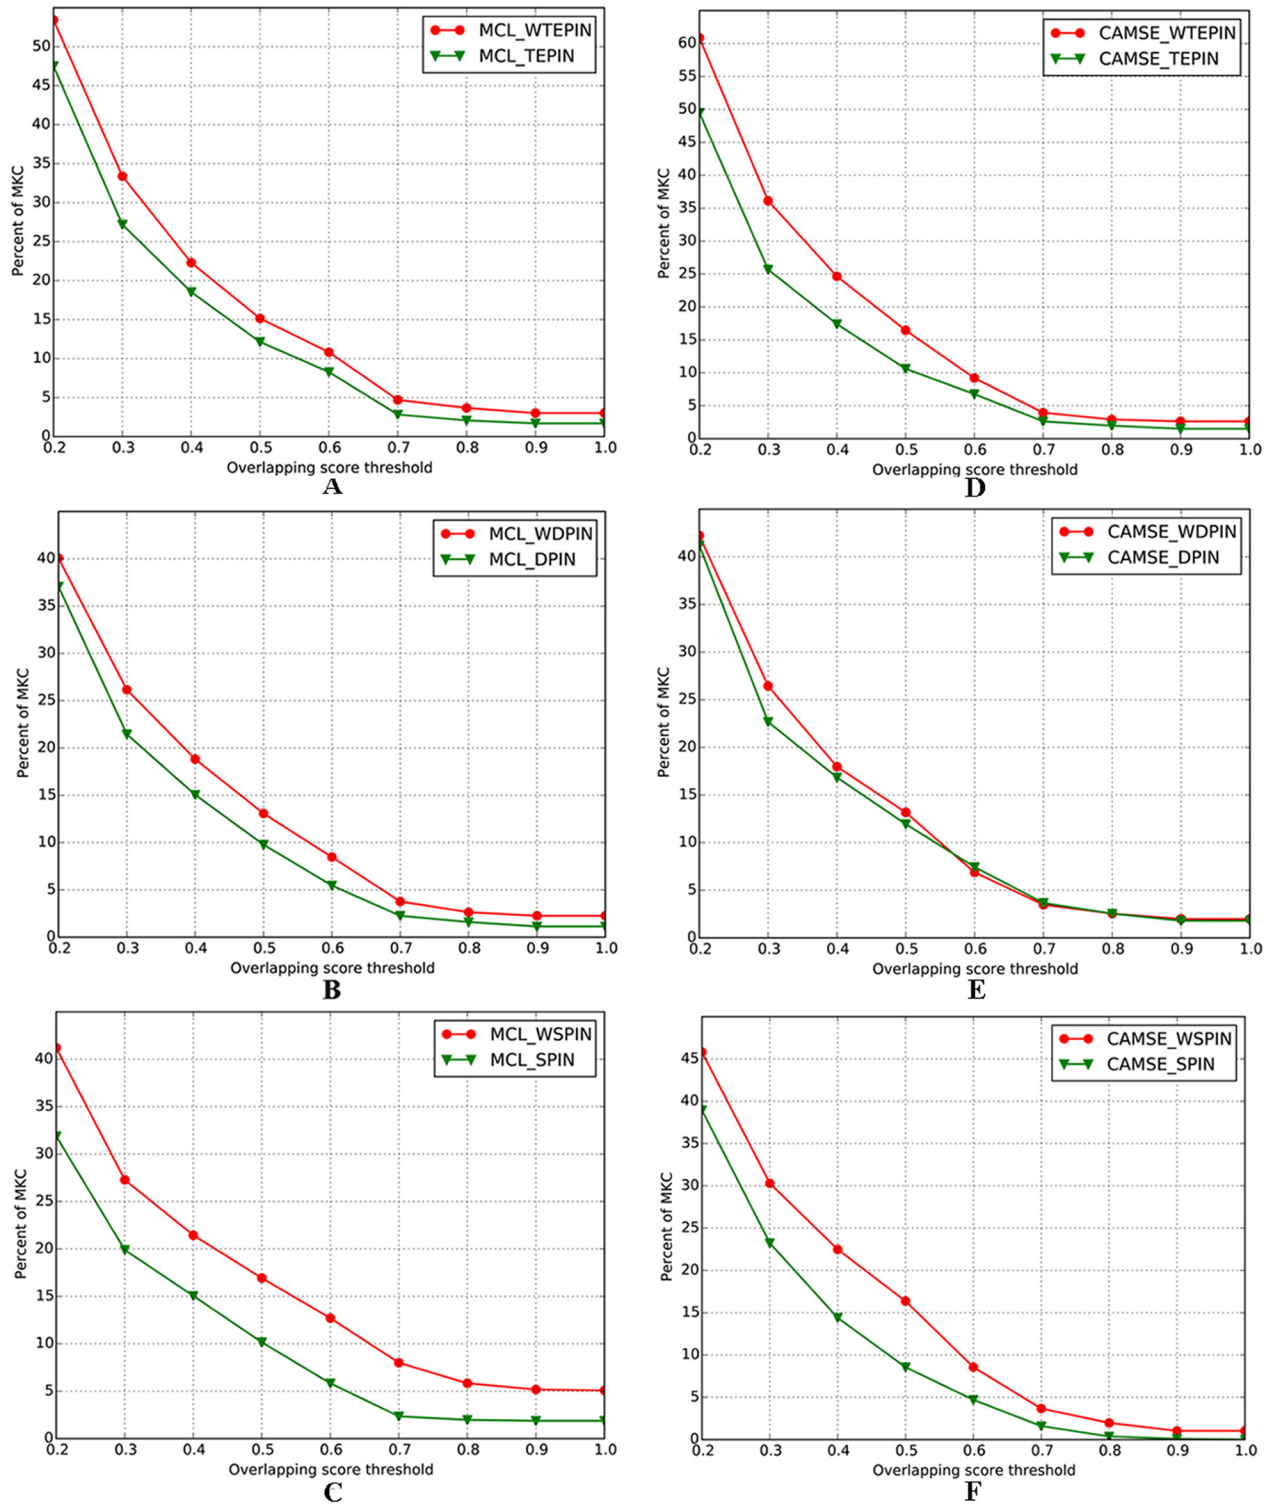 MCL_WTEPIN
MCL_TEPIN
Percent of MKC
50
45
40
35
30
25
20
15
10
5
0
0.2 0.3 0.4 0.5 0.6 0.7 0.8 0.9 1.0
Overlapping score threshold
A
CAMSE_WTEPIN
CAMSE_TEPIN
Percent of MKC
60
55
50
45
40
35
30
25
20
15
10
5
0
0.2 0.3 0.4 0.5 0.6 0.7 0.8 0.9 1.0
Overlapping score threshold
D
MCL_WDPIN
MCL_DPIN
Percent of MKC
40
35
30
25
20
15
10
5
0
0.2 0.3 0.4 0.5 0.6 0.7 0.8 0.9 1.0
Overlapping score threshold
B
CAMSE_WDPIN
CAMSE_DPIN
Percent of MKC
40
35
30
25
20
15
10
5
0
0.2 0.3 0.4 0.5 0.6 0.7 0.8 0.9 1.0
Overlapping score threshold
E
MCL_WSPIN
MCL_SPIN
Percent of MKC
40
35
30
25
20
15
10
5
0
0.2 0.3 0.4 0.5 0.6 0.7 0.8 0.9 1.0
Overlapping score threshold
C
CAMSE_WSPIN
CAMSE_SPIN
Percent of MKC
45
40
35
30
25
20
15
10
5
0
0.2 0.3 0.4 0.5 0.6 0.7 0.8 0.9 1.0
Overlapping score threshold
F